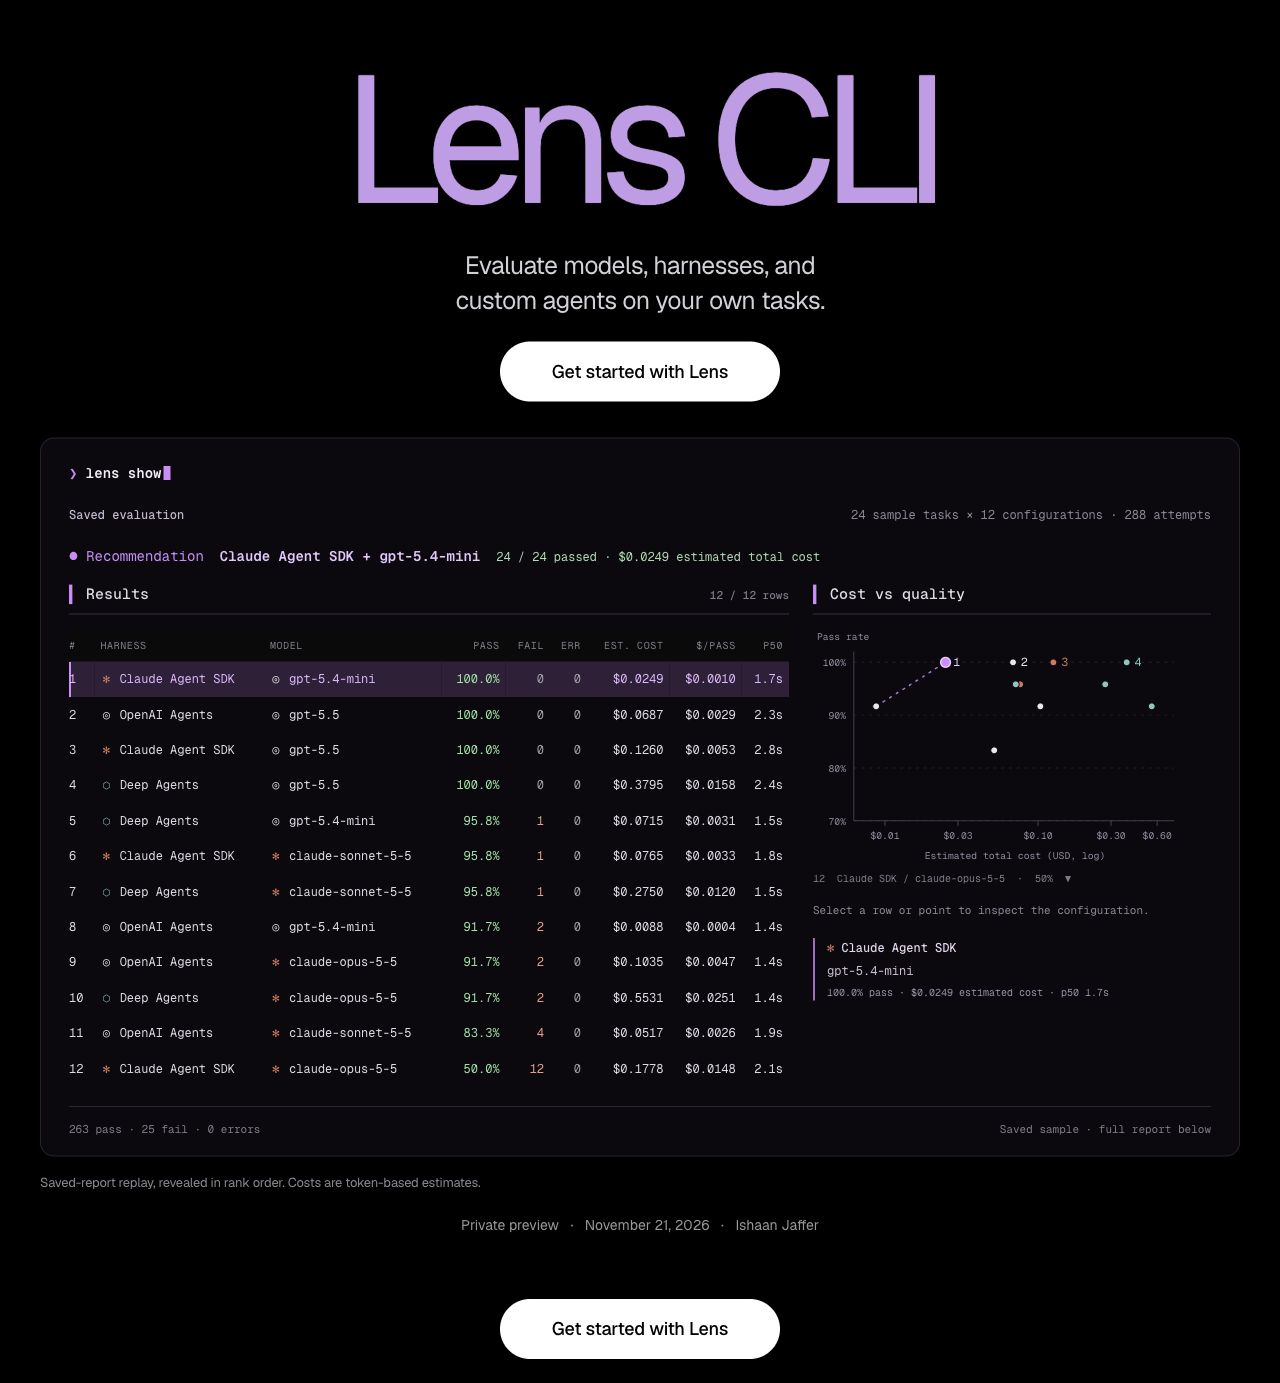 Lens CLI
Evaluate models, harnesses, and
custom agents on your own tasks.
Get started with Lens
❯ lens show
Saved evaluation
24 sample tasks × 12 configurations · 288 attempts
● Recommendation Claude Agent SDK + gpt-5.4-mini 24 / 24 passed · $0.0249 estimated total cost
Results 12 / 12 rows
# HARNESS MODEL PASS FAIL ERR EST. COST $/PASS P50
1 Claude Agent SDK gpt-5.4-mini 100.0% 0 0 $0.0249 $0.0010 1.7s
2 OpenAI Agents gpt-5.5 100.0% 0 0 $0.0687 $0.0029 2.3s
3 Claude Agent SDK gpt-5.5 100.0% 0 0 $0.1260 $0.0053 2.8s
4 Deep Agents gpt-5.5 100.0% 0 0 $0.3795 $0.0158 2.4s
5 Deep Agents gpt-5.4-mini 95.8% 1 0 $0.0715 $0.0031 1.5s
6 Claude Agent SDK claude-sonnet-5-5 95.8% 1 0 $0.0765 $0.0033 1.8s
7 Deep Agents claude-sonnet-5-5 95.8% 1 0 $0.2750 $0.0120 1.5s
8 OpenAI Agents gpt-5.4-mini 91.7% 2 0 $0.0088 $0.0004 1.4s
9 OpenAI Agents claude-opus-5-5 91.7% 2 0 $0.1035 $0.0047 1.4s
10 Deep Agents claude-opus-5-5 91.7% 2 0 $0.5531 $0.0251 1.4s
11 OpenAI Agents claude-sonnet-5-5 83.3% 4 0 $0.0517 $0.0026 1.9s
12 Claude Agent SDK claude-opus-5-5 50.0% 12 0 $0.1778 $0.0148 2.1s
Cost vs quality
Pass rate
100% 1 2 3 4
90%
80%
70%
$0.01 $0.03 $0.10 $0.30 $0.60
Estimated total cost (USD, log)
12 Claude SDK / claude-opus-5-5 · 50% ▼
Select a row or point to inspect the configuration.
Claude Agent SDK
gpt-5.4-mini
100.0% pass · $0.0249 estimated cost · p50 1.7s
263 pass · 25 fail · 0 errors
Saved sample · full report below
Saved-report replay, revealed in rank order. Costs are token-based estimates.
Private preview · November 21, 2026 · Ishaan Jaffer
Get started with Lens